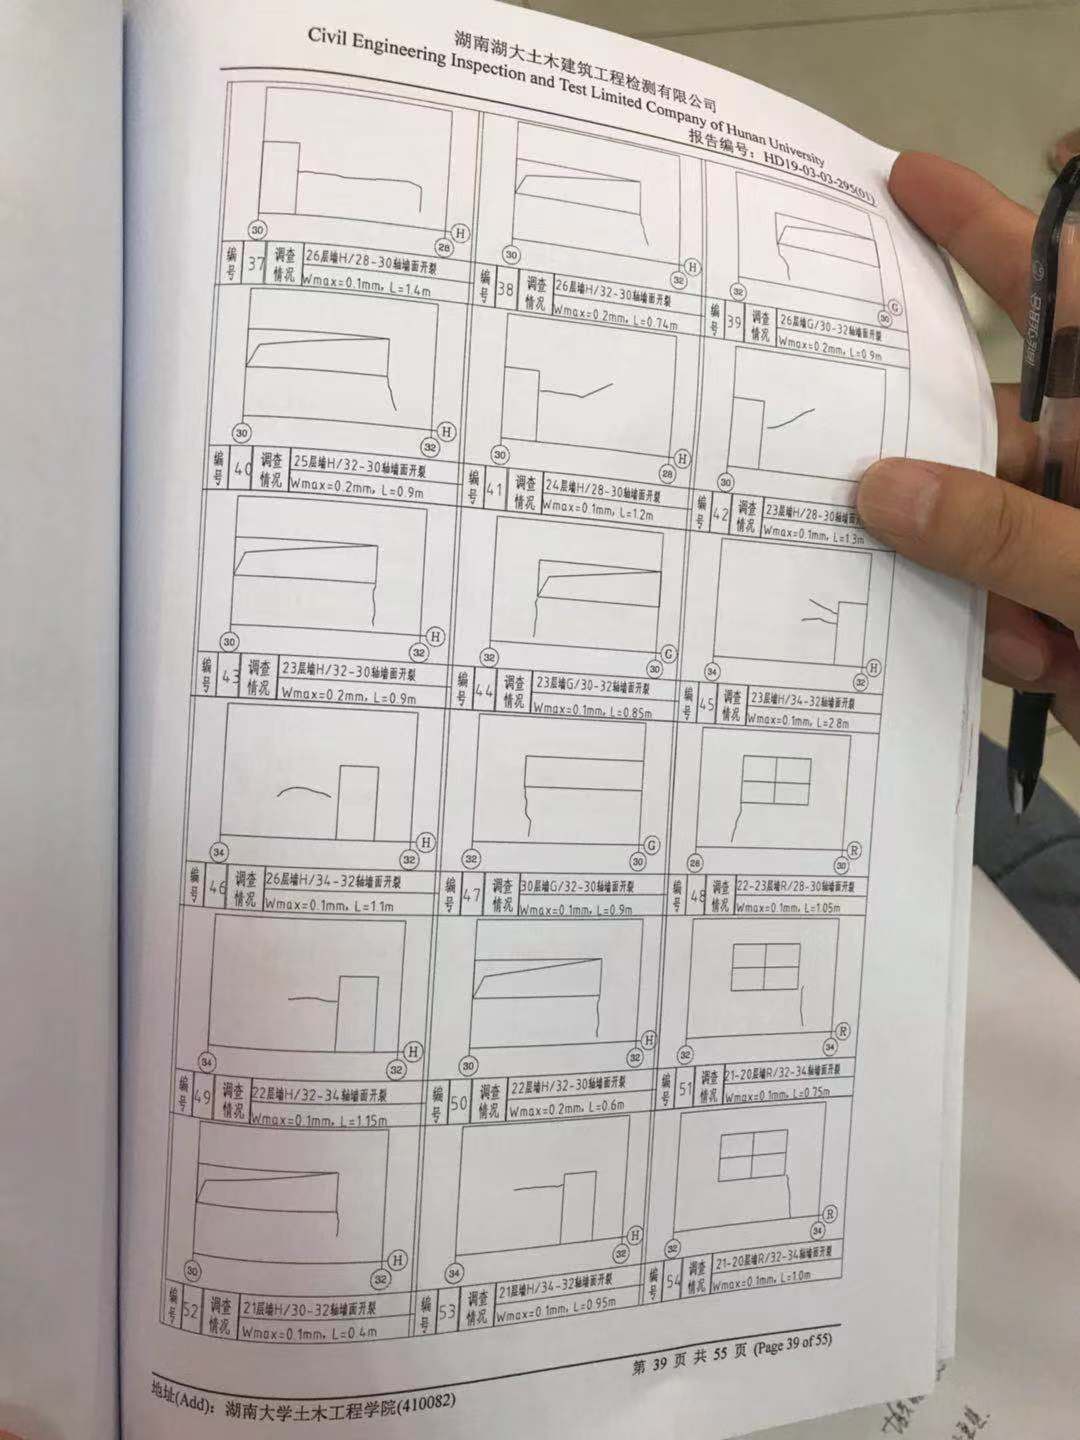 湖南湖大土木建筑工程检测有限公司
Civil Engineering Inspection and Test Limited Company of Hunan University
报告编号：HD19-03-03-295(01)
30 28 H
30 32 H
32 30 G
编号 37 调查情况 26层墙H/28-30轴墙面开裂
Wmax=0.1mm, L=1.4m
编号 38 调查情况 26层墙H/32-30轴墙面开裂
Wmax=0.2mm, L=0.74m
编号 39 调查情况 26层墙G/30-32轴墙面开裂
Wmax=0.2mm, L=0.9m
30 32 H
30 28 H
30
编号 40 调查情况 25层墙H/32-30轴墙面开裂
Wmax=0.2mm, L=0.9m
编号 41 调查情况 24层墙H/28-30轴墙面开裂
Wmax=0.1mm, L=1.2m
编号 42 调查情况 23层墙H/28-30轴墙面
Wmax=0.1mm, L=1.3m
30 32 H
32 30 G
34 32 H
编号 43 调查情况 23层墙H/32-30轴墙面开裂
Wmax=0.2mm, L=0.9m
编号 44 调查情况 23层墙G/30-32轴墙面开裂
Wmax=0.1mm, L=0.85m
编号 45 调查情况 23层墙H/34-32轴墙面开裂
Wmax=0.1mm, L=2.8m
34 32 H
32 30 G
28 30 R
编号 46 调查情况 26层墙H/34-32轴墙面开裂
Wmax=0.1mm, L=1.1m
编号 47 调查情况 30层墙G/32-30轴墙面开裂
Wmax=0.1mm, L=0.9m
编号 48 调查情况 22-23层墙R/28-30轴墙面开裂
Wmax=0.1mm, L=1.05m
34 32 H
30 32 H
32 34 R
编号 49 调查情况 22层墙H/32-34轴墙面开裂
Wmax=0.1mm, L=1.15m
编号 50 调查情况 22层墙H/32-30轴墙面开裂
Wmax=0.2mm, L=0.6m
编号 51 调查情况 21-20层墙R/32-34轴墙面开裂
Wmax=0.1mm, L=0.75m
30 32 H
34 32 H
32 34 R
编号 52 调查情况 21层墙H/30-32轴墙面开裂
Wmax=0.1mm, L=0.4m
编号 53 调查情况 21层墙H/34-32轴墙面开裂
Wmax=0.1mm, L=0.95m
编号 54 调查情况 21-20层墙R/32-34轴墙面开裂
Wmax=0.1mm, L=1.0m
第 39 页 共 55 页 (Page 39 of 55)
地址(Add)：湖南大学土木工程学院(410082)